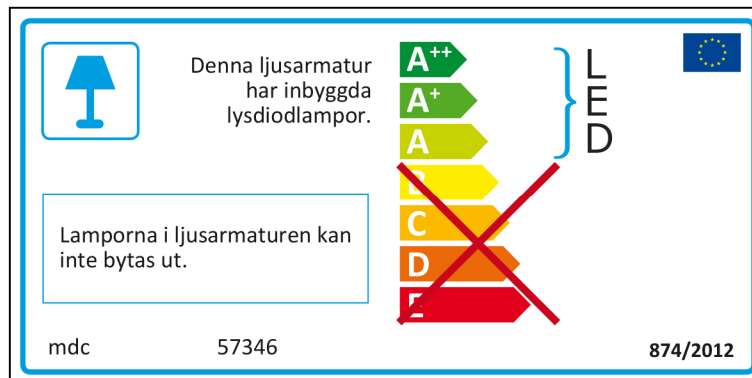 Denna ljusarmatur
har inbyggda
lysdiodlampor.
A++
A+
A
B
C
D
E
L
E
D
Lamporna i ljusarmaturen kan
inte bytas ut.
mdc 57346
874/2012